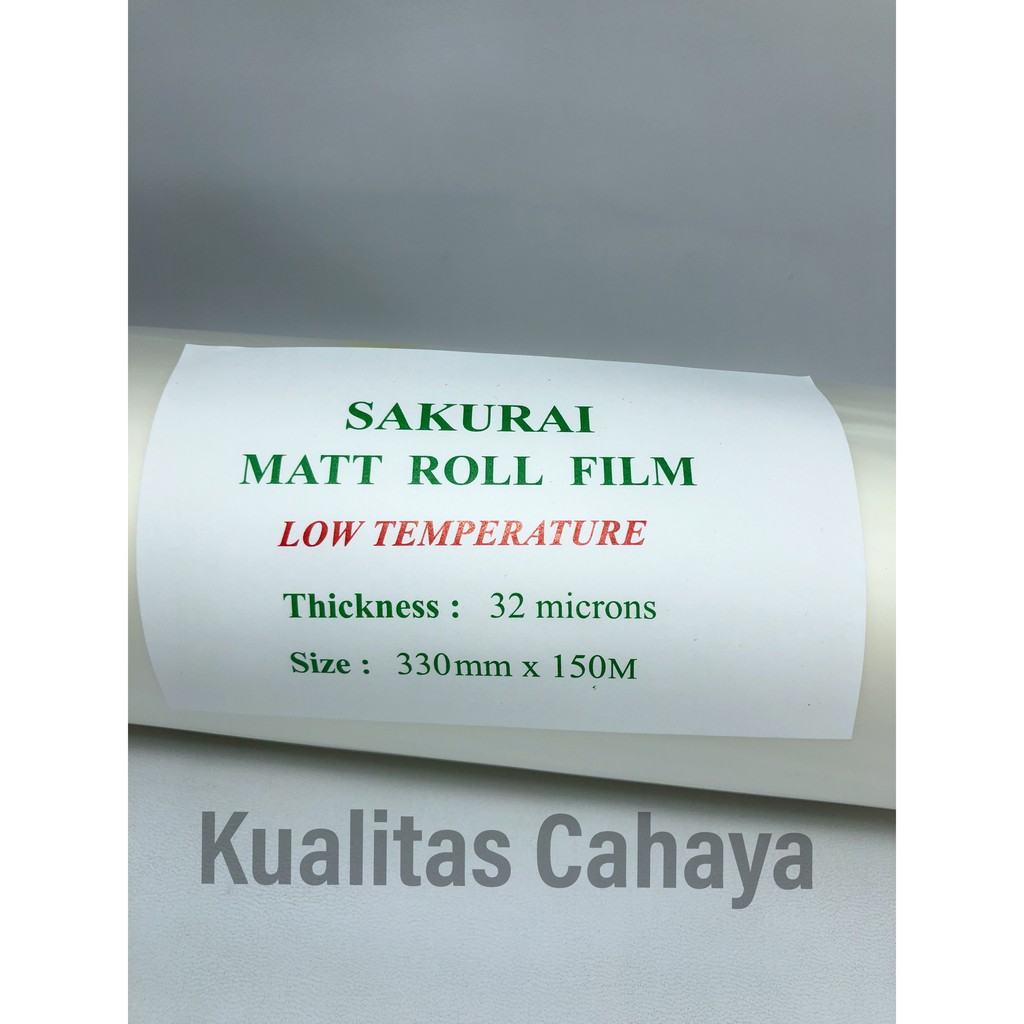 SAKURAI
MATT ROLL FILM
LOW TEMPERATURE
Thickness : 32 microns
Size : 330mm x 150M
Kualitas Cahaya